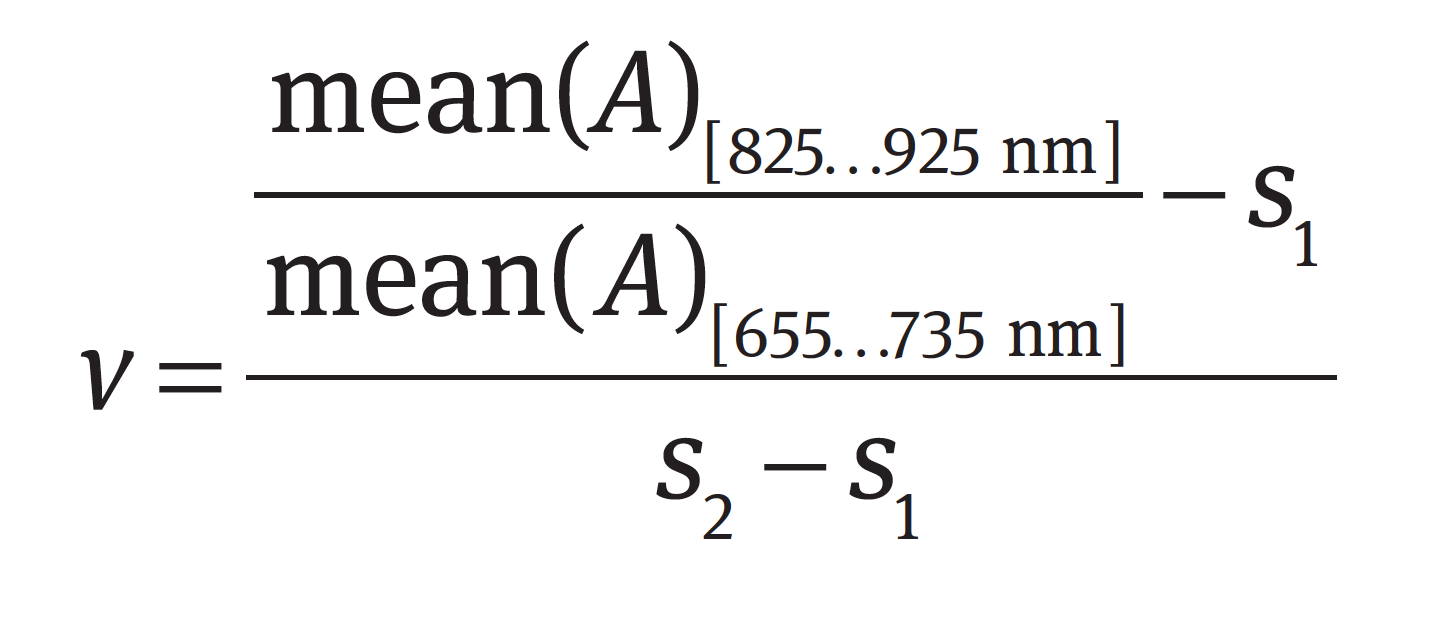 mean(A)[825…925 nm] − s1
mean(A)[655…735 nm]
v =
s2 − s1